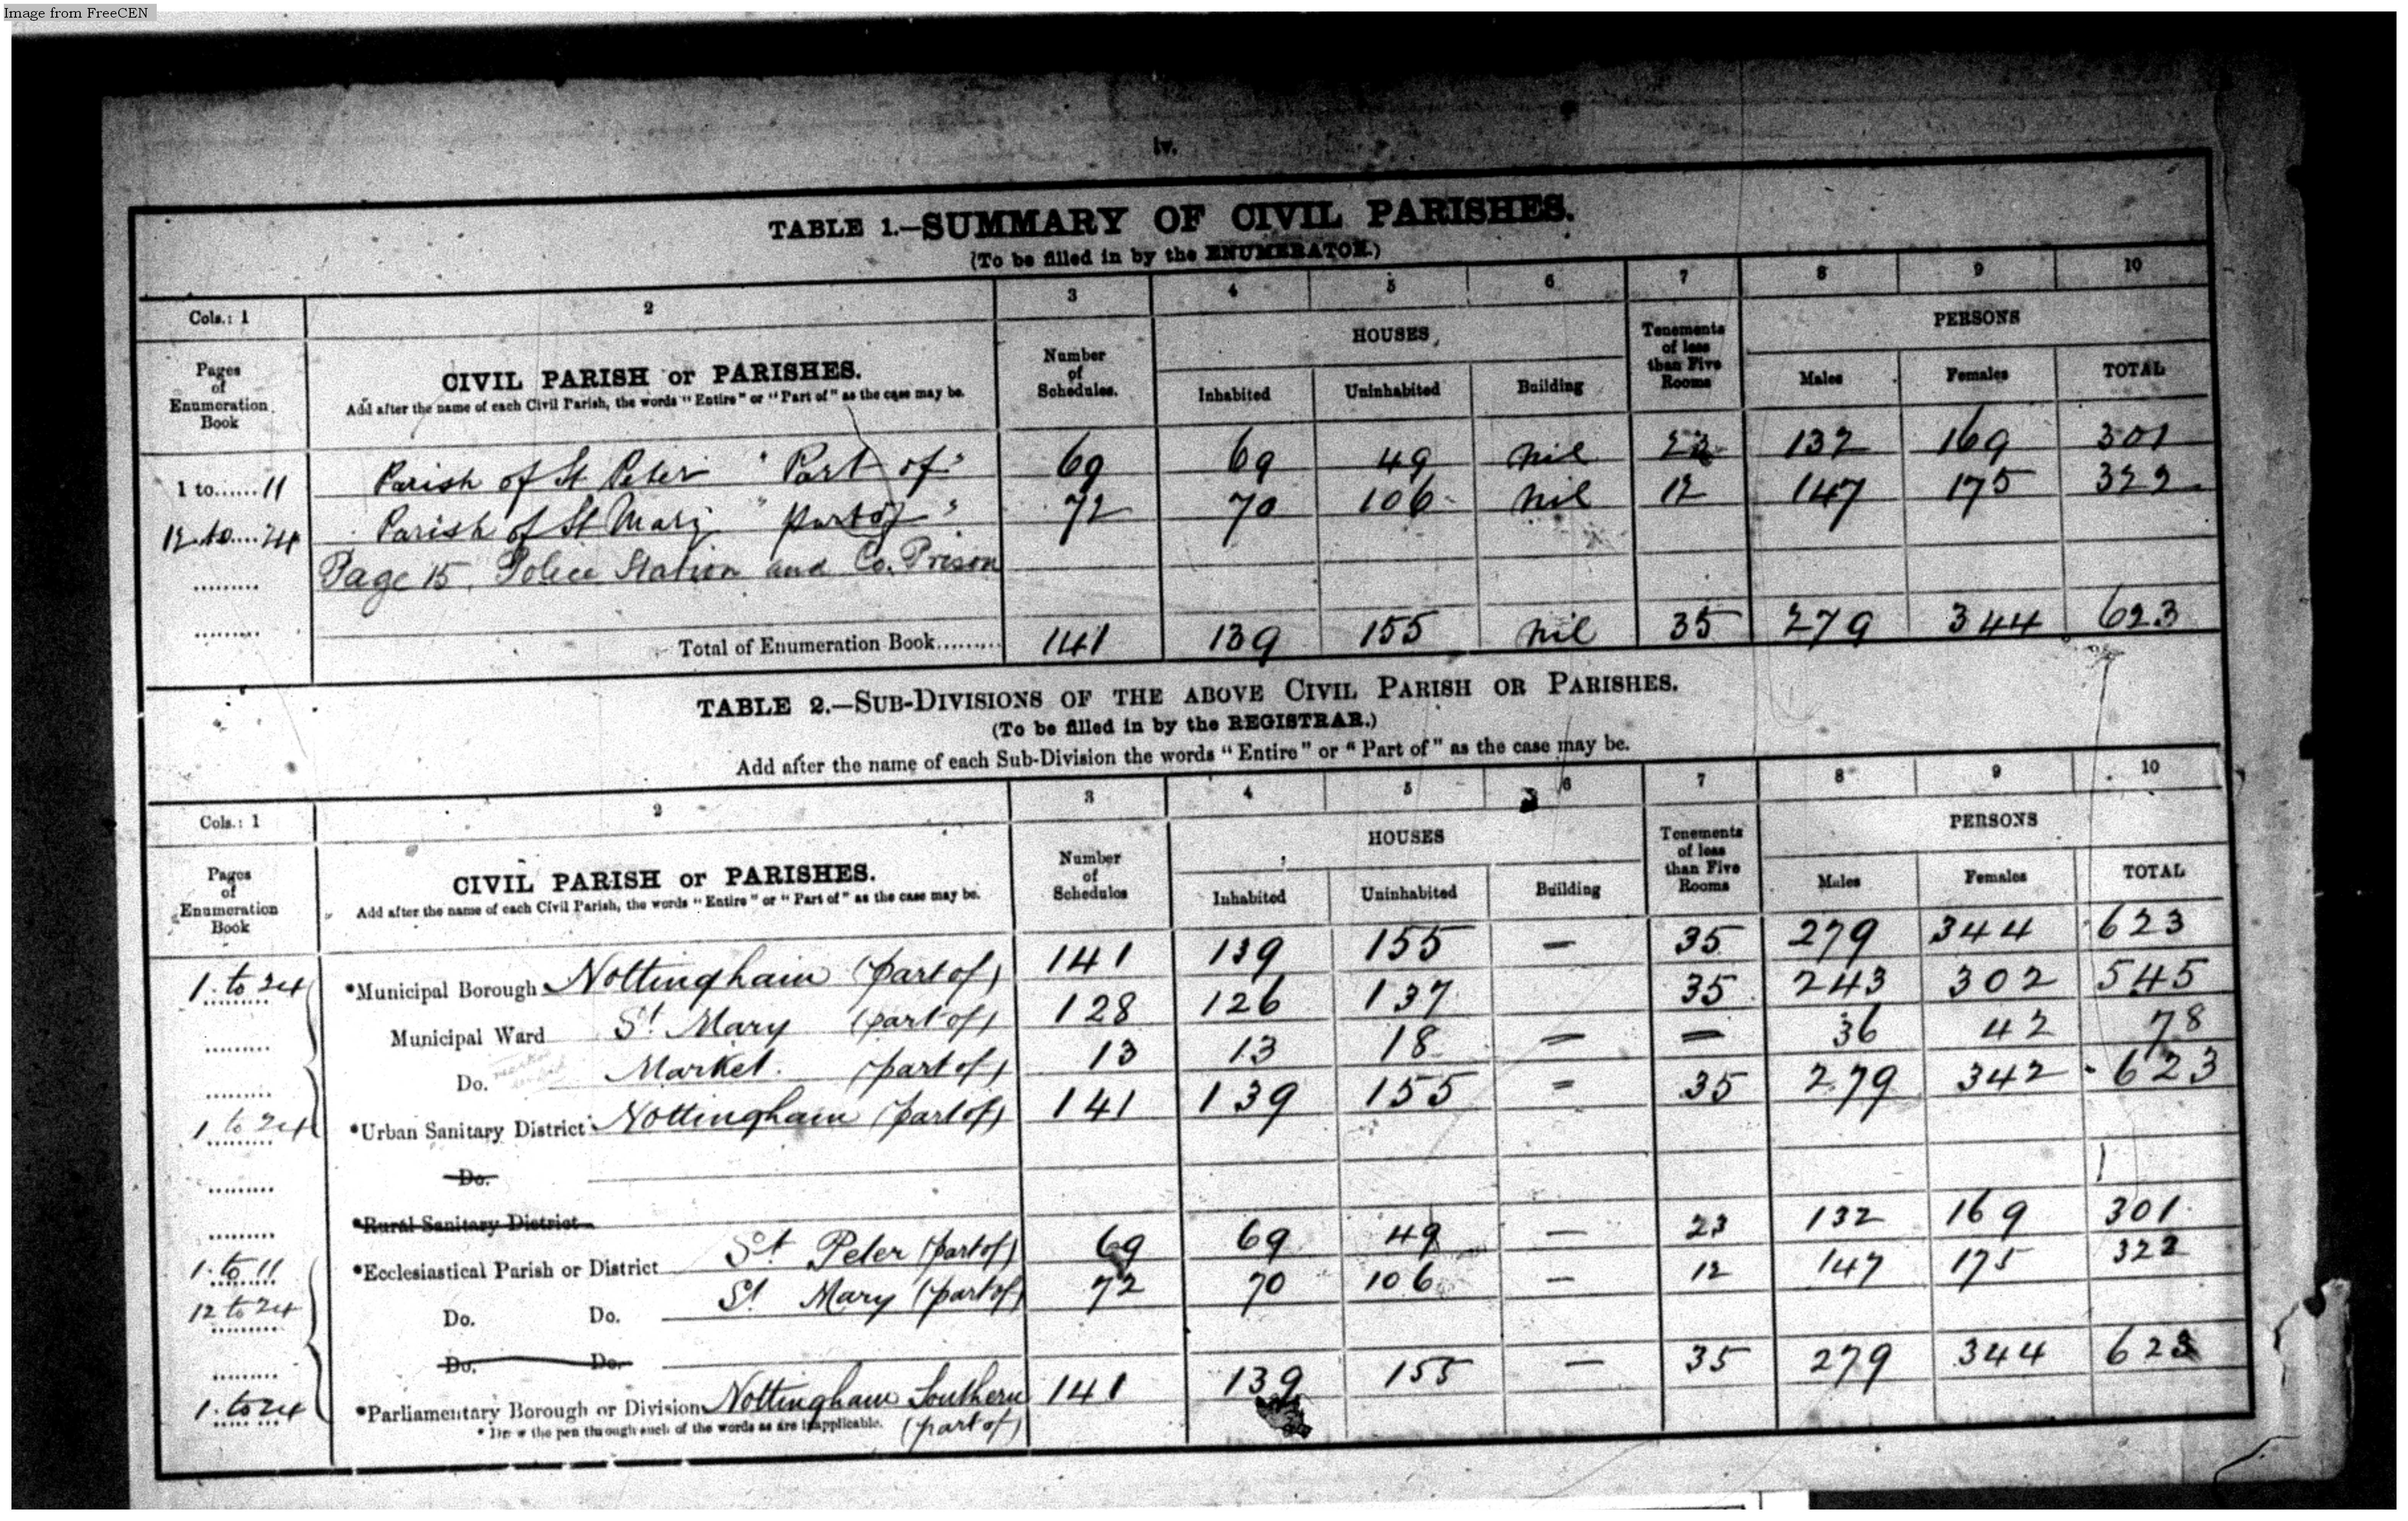 Image from FreeCEN
iv.
TABLE 1.—SUMMARY OF CIVIL PARISHES.
(To be filled in by the ENUMERATOR.)
Cols.: 1 2 3 4 5 6 7 8 9 10
Pages of Enumeration Book
CIVIL PARISH or PARISHES.
Add after the name of each Civil Parish, the words "Entire" or "Part of" as the case may be.
Number of Schedules.
HOUSES
Inhabited Uninhabited Building
Tenements of less than Five Rooms
PERSONS
Males Females TOTAL
1 to......11 Parish of St Peter "Part of" 69 69 49 nil 23 132 169 301
12.to....24 Parish of St Mary "part of" 72 70 106 nil 12 147 175 322
Page 15. Police Station and Co. Prison
Total of Enumeration Book......... 141 139 155 nil 35 279 344 623
TABLE 2.—SUB-DIVISIONS OF THE ABOVE CIVIL PARISH OR PARISHES.
(To be filled in by the REGISTRAR.)
Add after the name of each Sub-Division the words "Entire" or "Part of" as the case may be.
Cols.: 1 2 3 4 5 6 7 8 9 10
Pages of Enumeration Book
CIVIL PARISH or PARISHES.
Add after the name of each Civil Parish, the words "Entire" or "Part of" as the case may be.
Number of Schedules
HOUSES
Inhabited Uninhabited Building
Tenements of less than Five Rooms
PERSONS
Males Females TOTAL
1 to 24 *Municipal Borough Nottingham (part of) 141 139 155 — 35 279 344 623
Municipal Ward St Mary (part of) 128 126 137 35 243 302 545
Do. Market. (part of) 13 13 18 — — 36 42 78
1 to 24 *Urban Sanitary District Nottingham (part of) 141 139 155 = 35 279 342 623
Do.
*Rural Sanitary District
1 to 11 *Ecclesiastical Parish or District St Peter (part of) 69 69 49 — 23 132 169 301
12 to 24 Do. Do. St Mary (part of) 72 70 106 — 12 147 175 322
Do. Do.
1 to 24 *Parliamentary Borough or Division Nottingham Southern 141 139 155 — 35 279 344 623
(part of)
* Draw the pen through such of the words as are inapplicable.